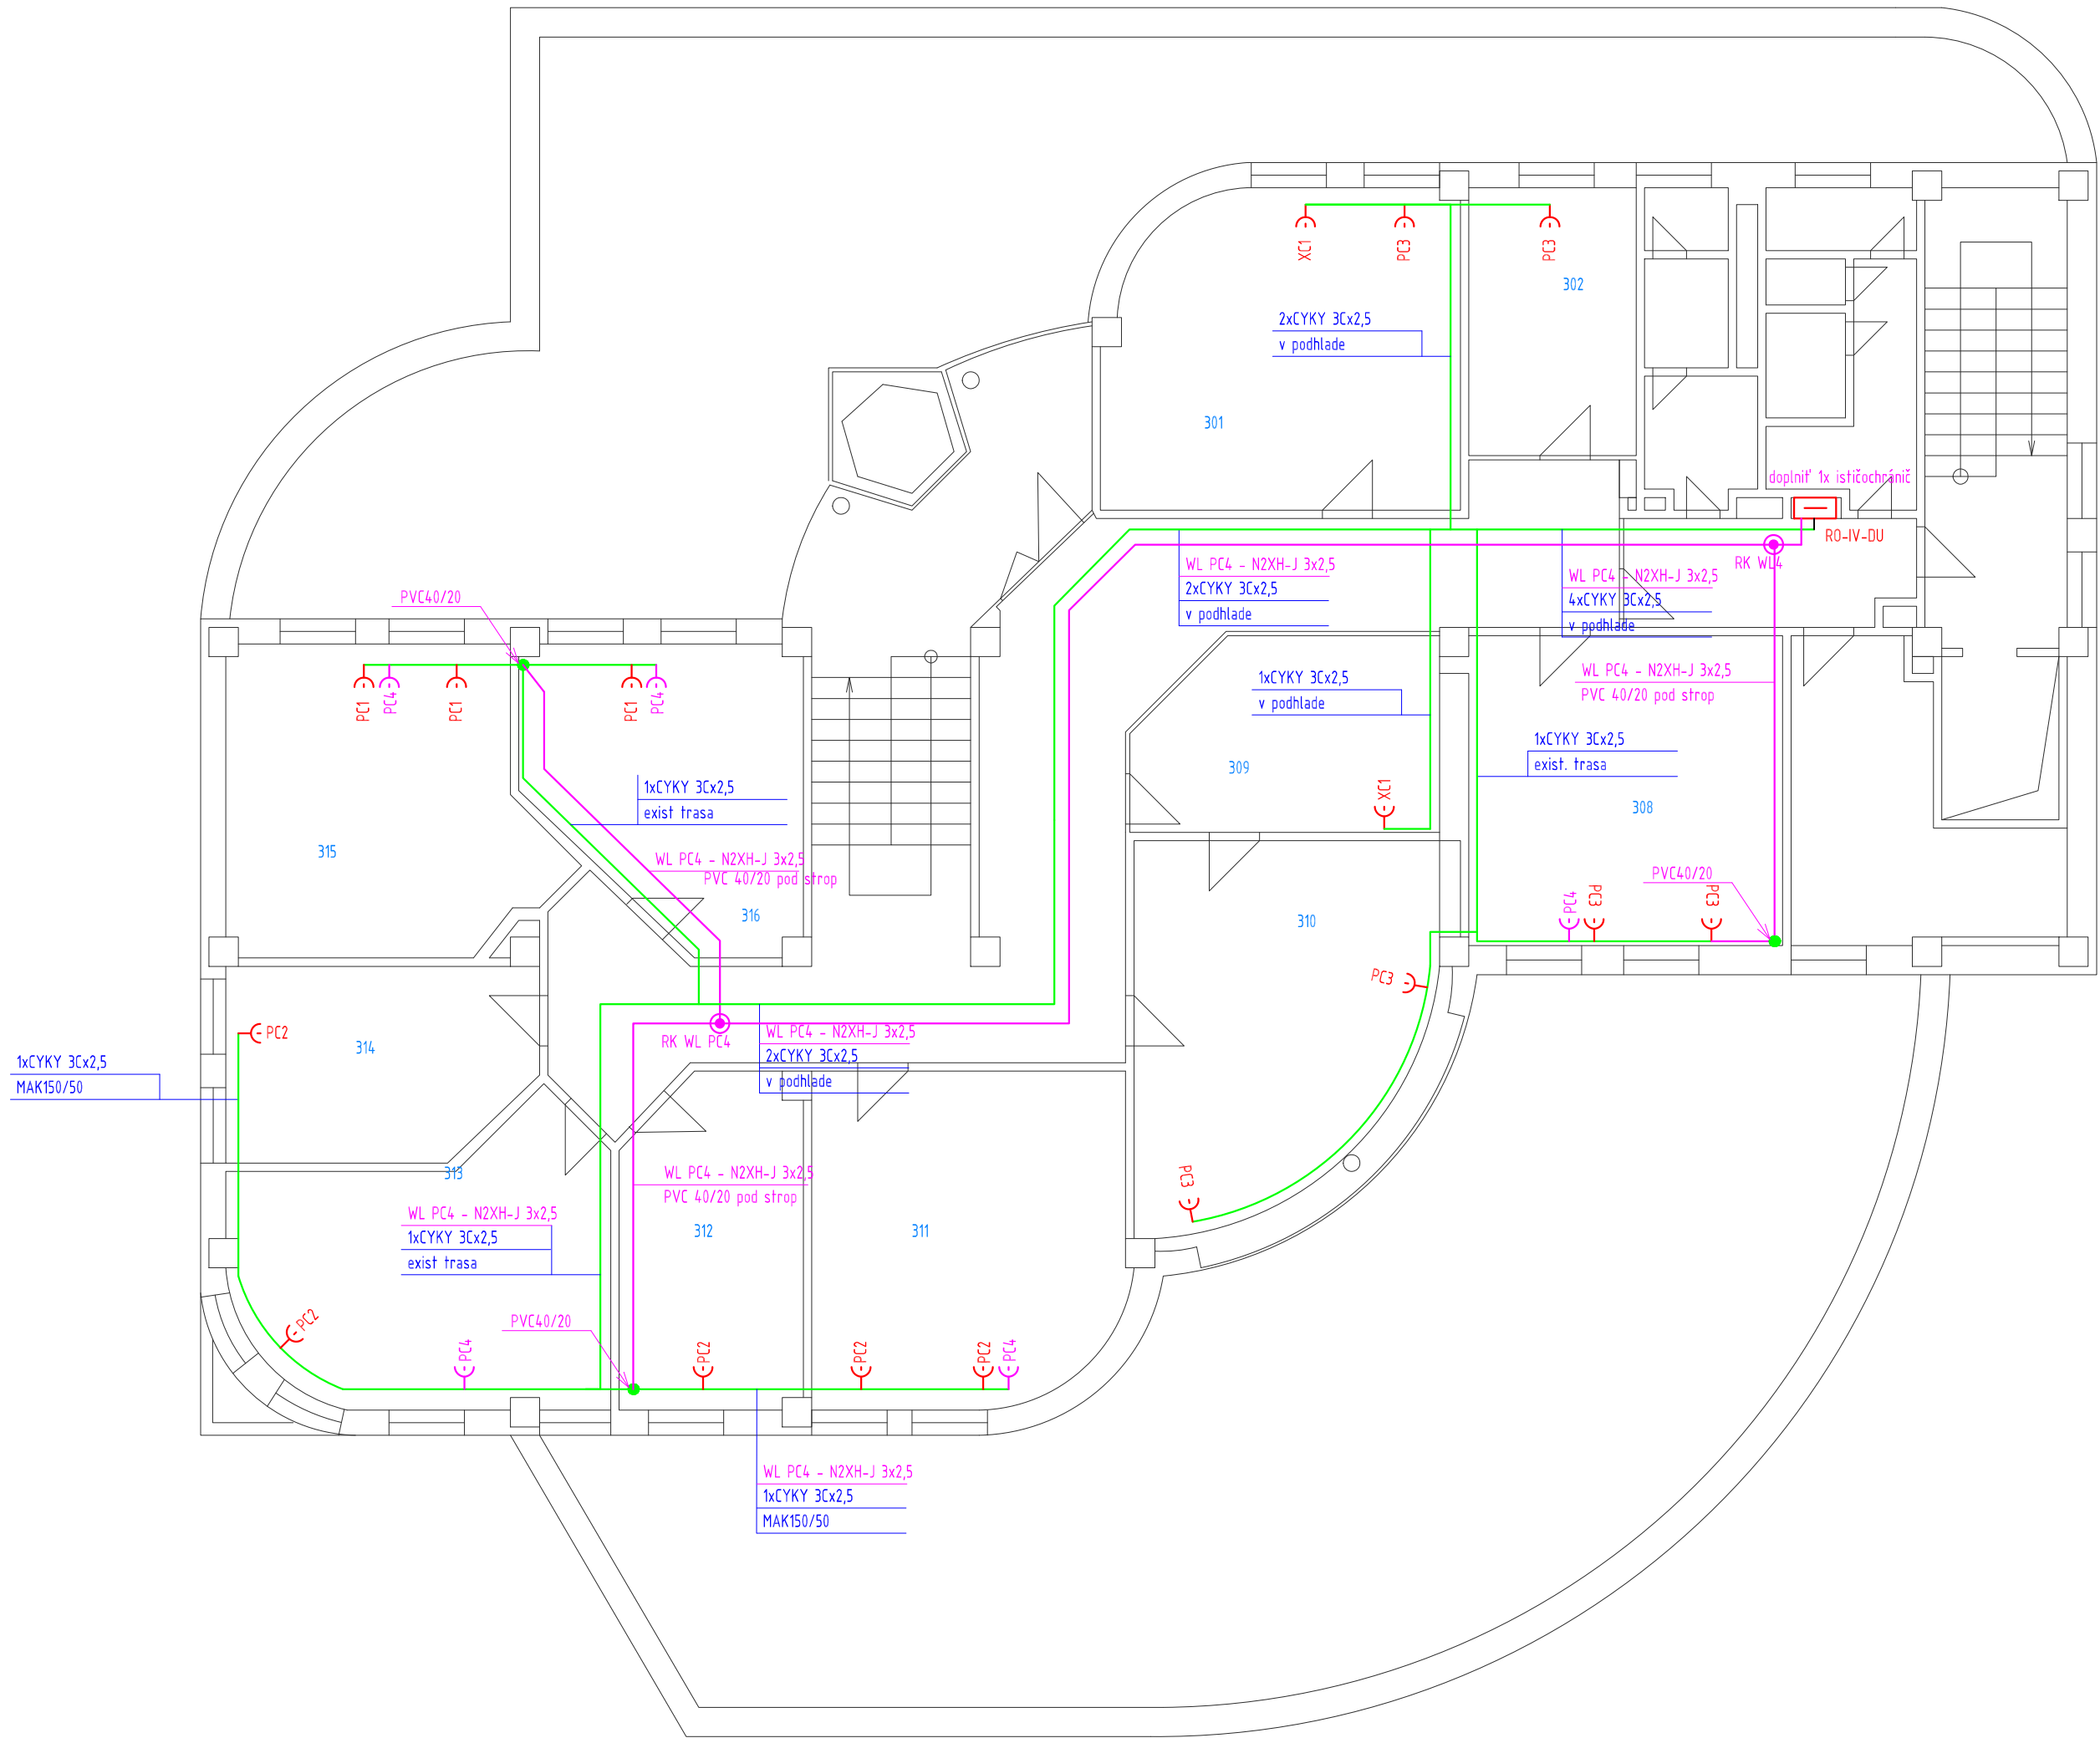 XC1
PC3
PC3
302
2xCYKY 3Cx2,5
v podhlade
301
doplniť 1x ističochránič
RO-IV-DU
RK WL4
WL PC4 - N2XH-J 3x2,5
2xCYKY 3Cx2,5
v podhlade
WL PC4 - N2XH-J 3x2,5
4xCYKY 3Cx2,5
v podhlade
PVC40/20
PC1
PC4
PC1
PC1
PC4
1xCYKY 3Cx2,5
v podhlade
WL PC4 - N2XH-J 3x2,5
PVC 40/20 pod strop
1xCYKY 3Cx2,5
exist. trasa
309
XC1
308
1xCYKY 3Cx2,5
exist trasa
315
WL PC4 - N2XH-J 3x2,5
PVC 40/20 pod strop
316
PVC40/20
PC4
PC3
PC3
310
PC3
PC2
314
1xCYKY 3Cx2,5
MAK150/50
RK WL PC4
WL PC4 - N2XH-J 3x2,5
2xCYKY 3Cx2,5
v podhlade
313
WL PC4 - N2XH-J 3x2,5
PVC 40/20 pod strop
PC3
WL PC4 - N2XH-J 3x2,5
1xCYKY 3Cx2,5
exist trasa
312
311
PC2
PVC40/20
PC4
PC2
PC2
PC2
PC4
WL PC4 - N2XH-J 3x2,5
1xCYKY 3Cx2,5
MAK150/50